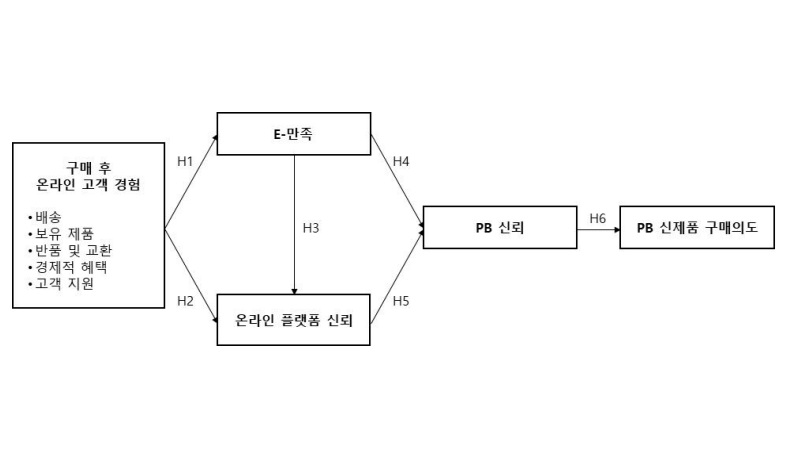 구매 후
온라인 고객 경험
•배송
•보유 제품
•반품 및 교환
•경제적 혜택
•고객 지원
H1
H2
E-만족
H3
온라인 플랫폼 신뢰
H4
H5
PB 신뢰
H6
PB 신제품 구매의도